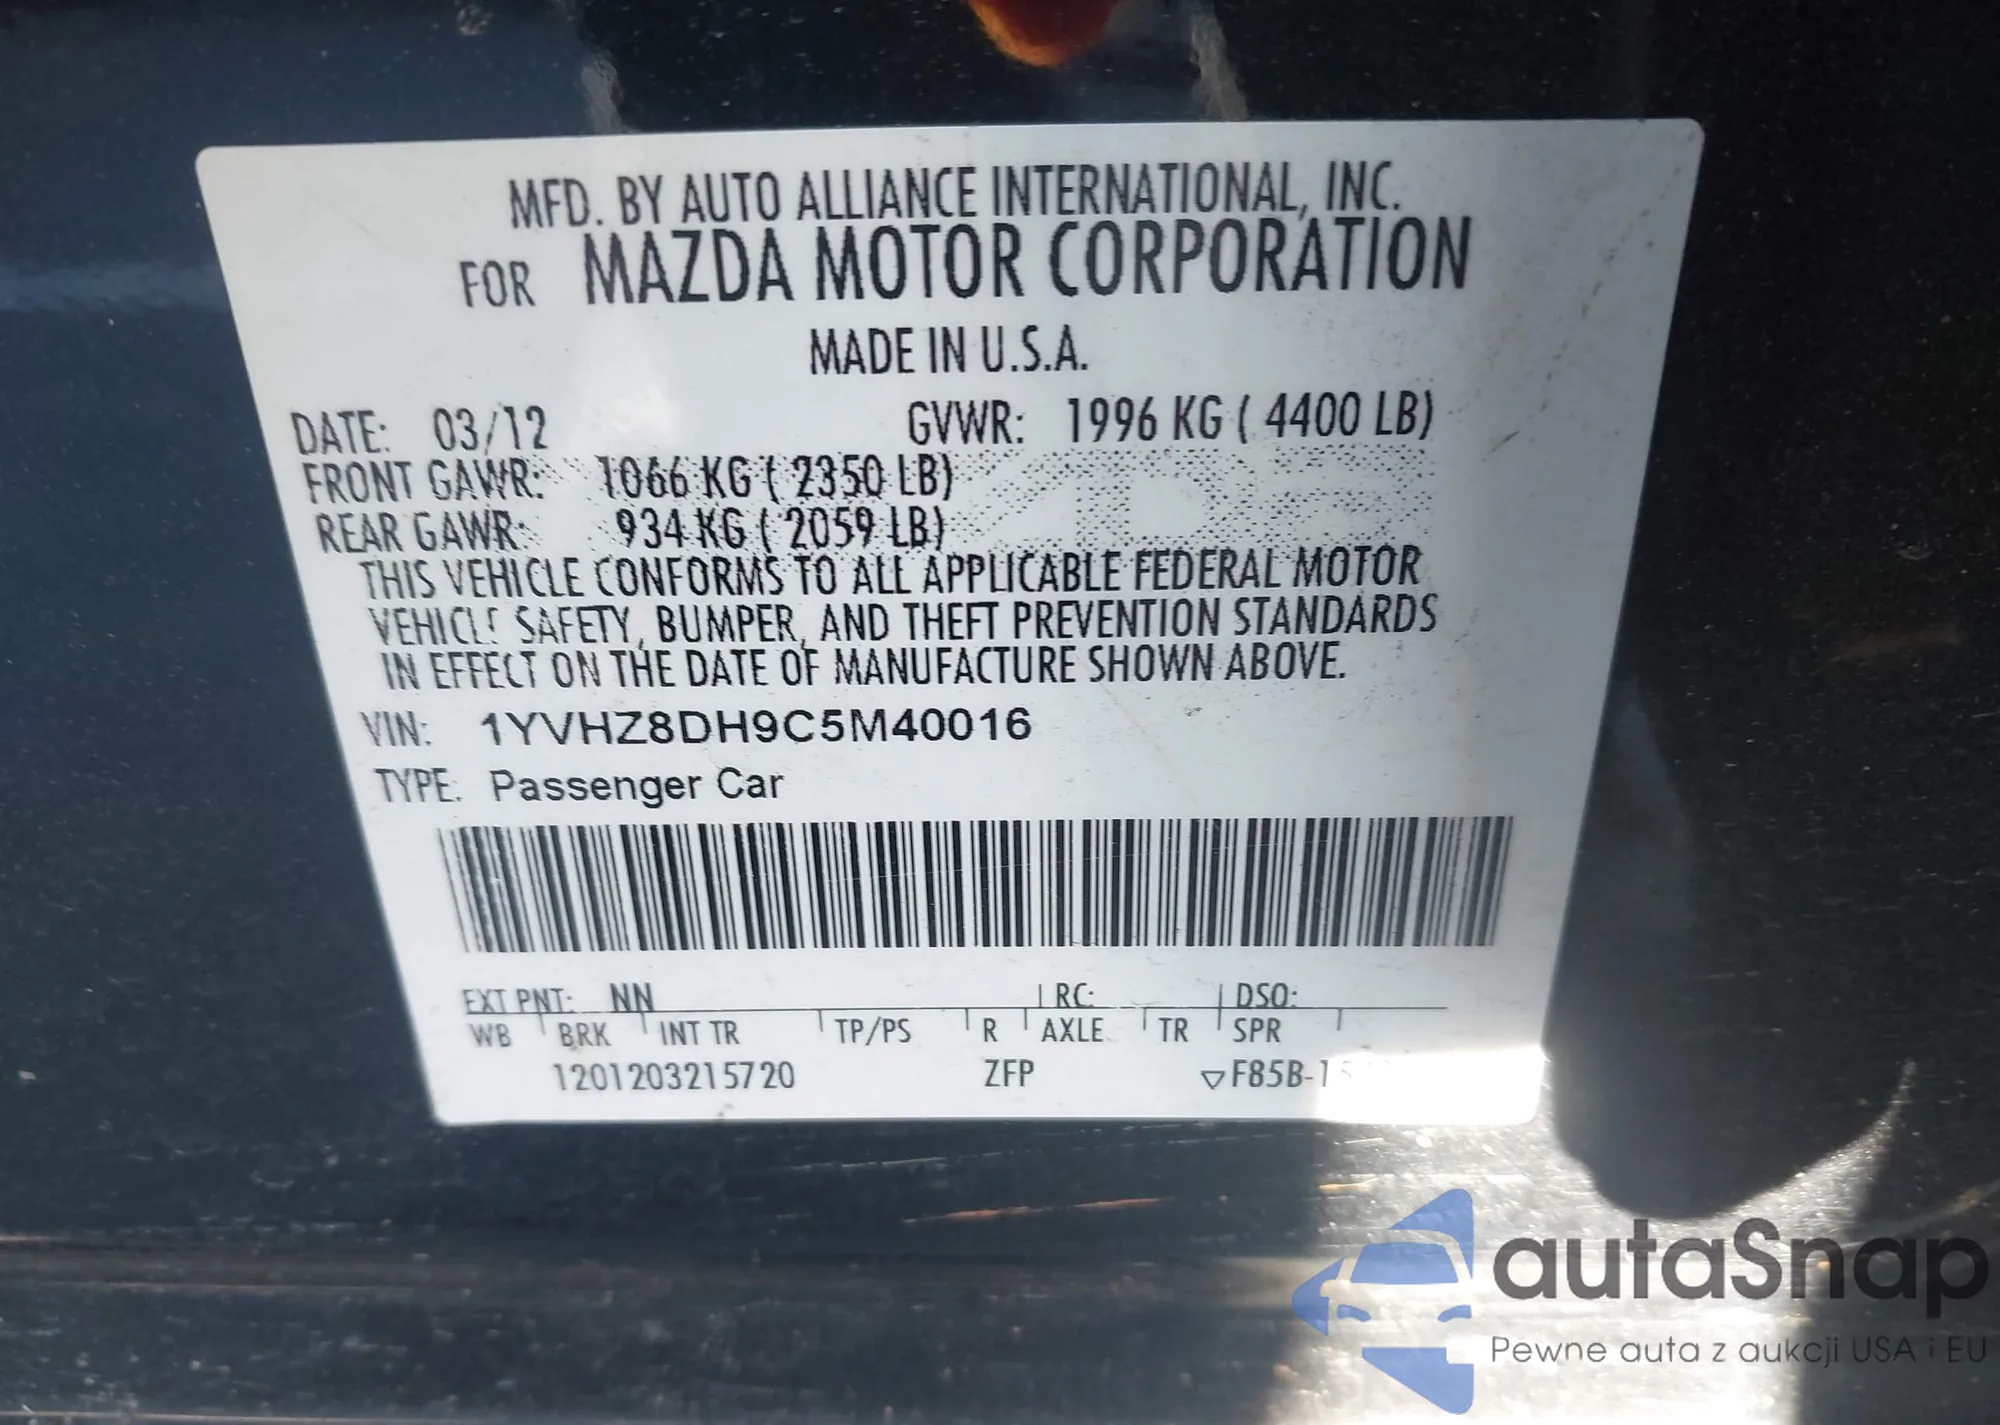 MFD. BY AUTO ALLIANCE INTERNATIONAL, INC.
FOR MAZDA MOTOR CORPORATION
MADE IN U.S.A.
DATE: 03/12 GVWR: 1996 KG ( 4400 LB)
FRONT GAWR: 1066 KG ( 2350 LB)
REAR GAWR: 934 KG ( 2059 LB)
THIS VEHICLE CONFORMS TO ALL APPLICABLE FEDERAL MOTOR
VEHICLE SAFETY, BUMPER, AND THEFT PREVENTION STANDARDS
IN EFFECT ON THE DATE OF MANUFACTURE SHOWN ABOVE.
VIN: 1YVHZ8DH9C5M40016
TYPE: Passenger Car
EXT PNT: NN RC: DSO:
WB BRK INT TR TP/PS R AXLE TR SPR
1201203215720 ZFP
autaSnap
Pewne auta z aukcji USA i EU